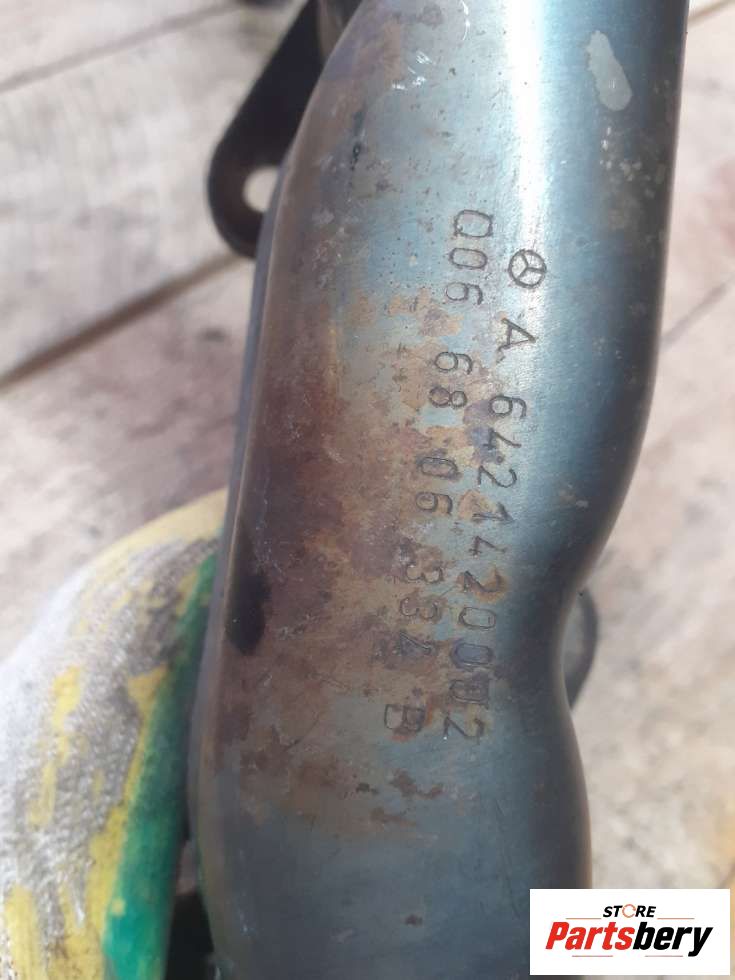 A 6421420002
Q06 68 06 334 B
STORE
Partsbery